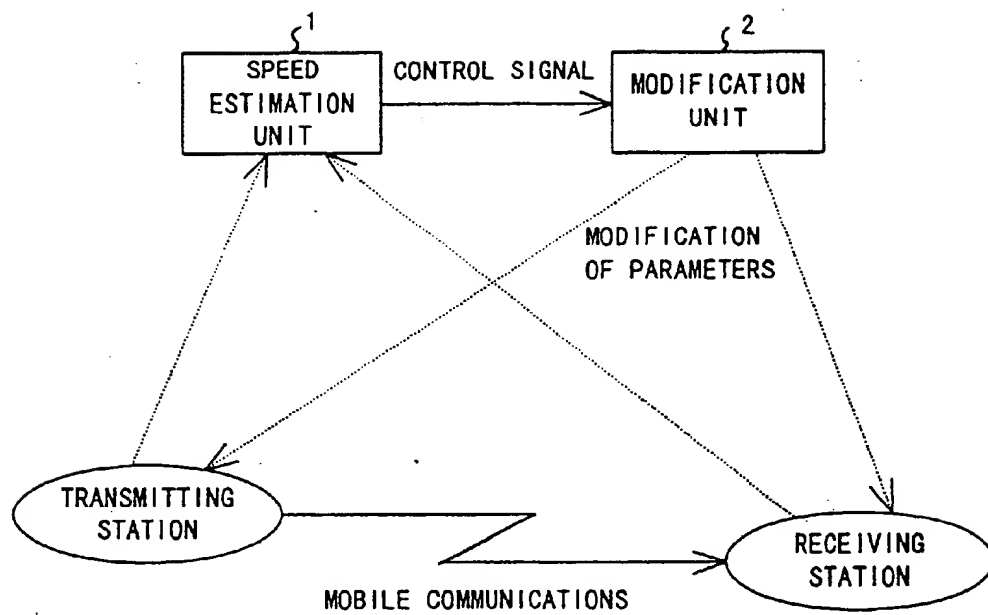 1
SPEED
ESTIMATION
UNIT
CONTROL SIGNAL
2
MODIFICATION
UNIT
MODIFICATION
OF PARAMETERS
TRANSMITTING
STATION
RECEIVING
STATION
MOBILE COMMUNICATIONS